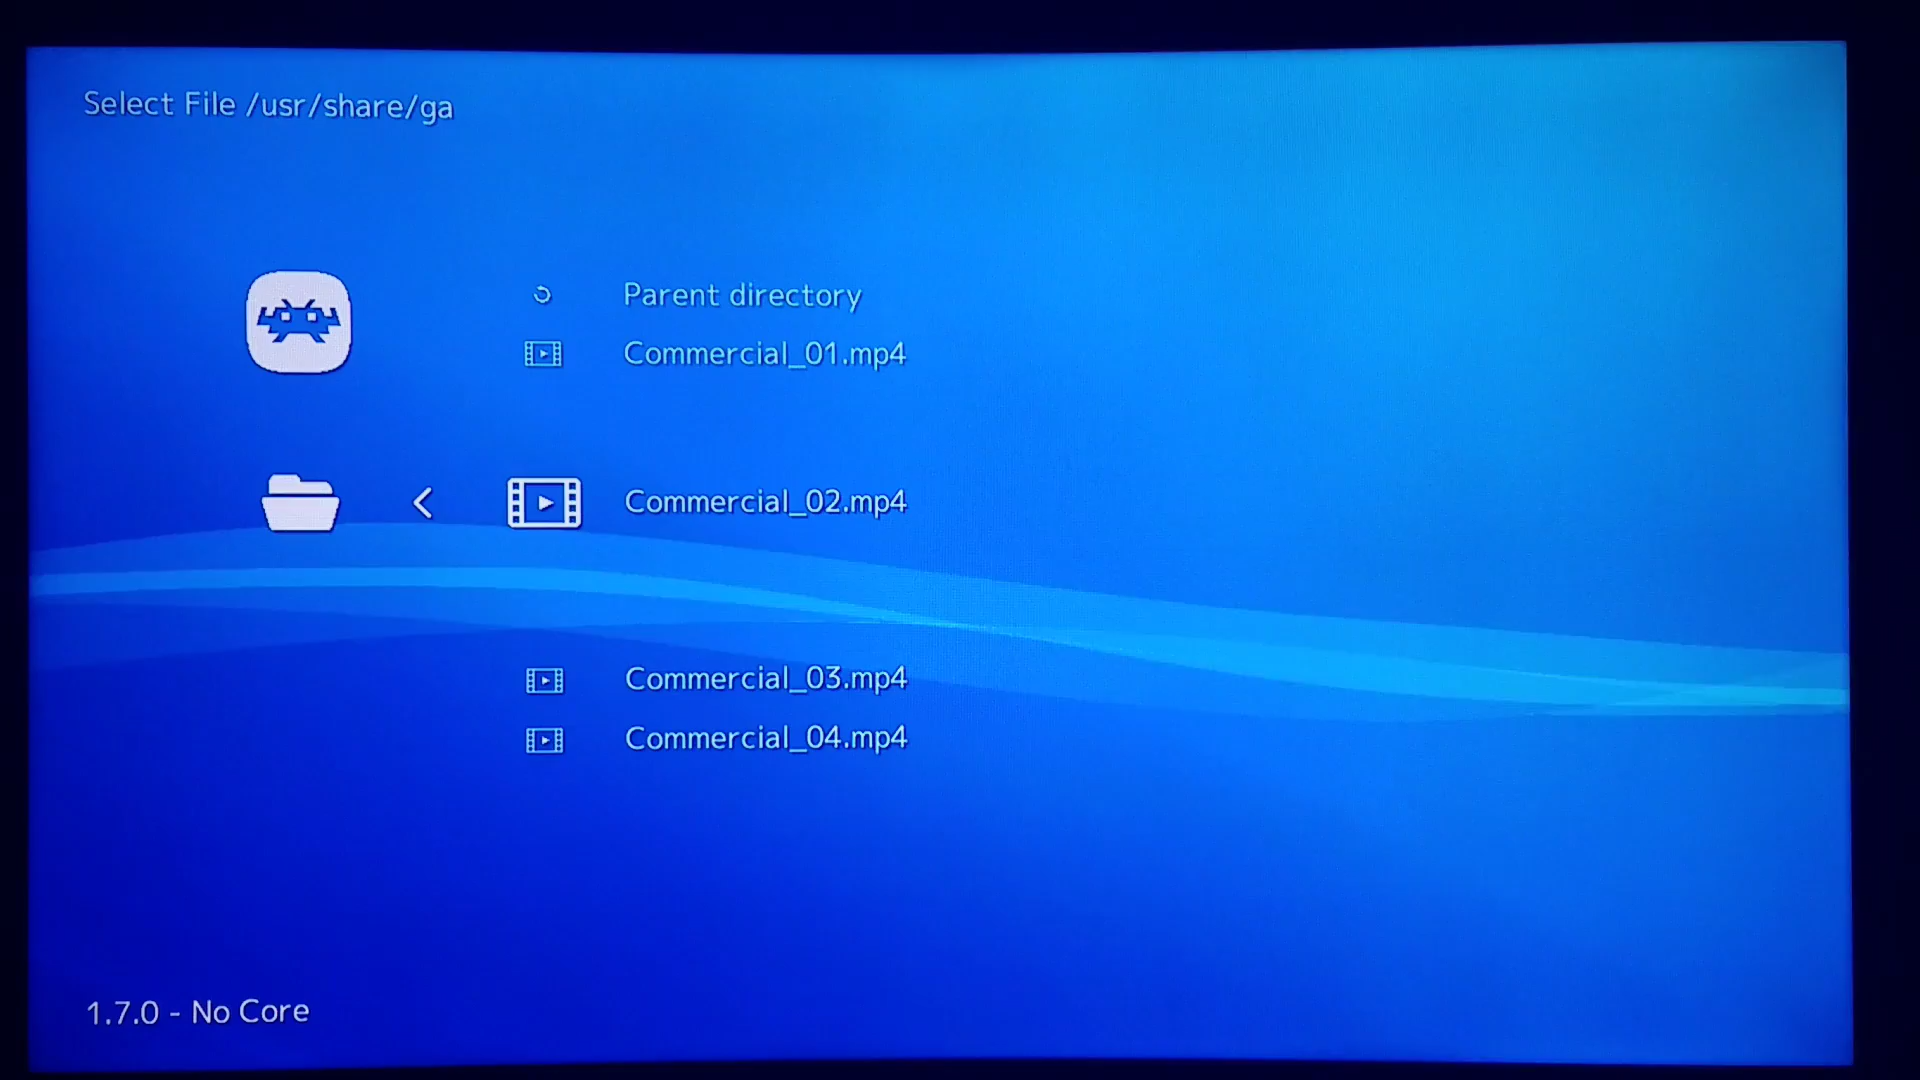 Select File /usr/share/ga
Parent directory
Commercial_01.mp4
Commercial_02.mp4
Commercial_03.mp4
Commercial_04.mp4
1.7.0 - No Core